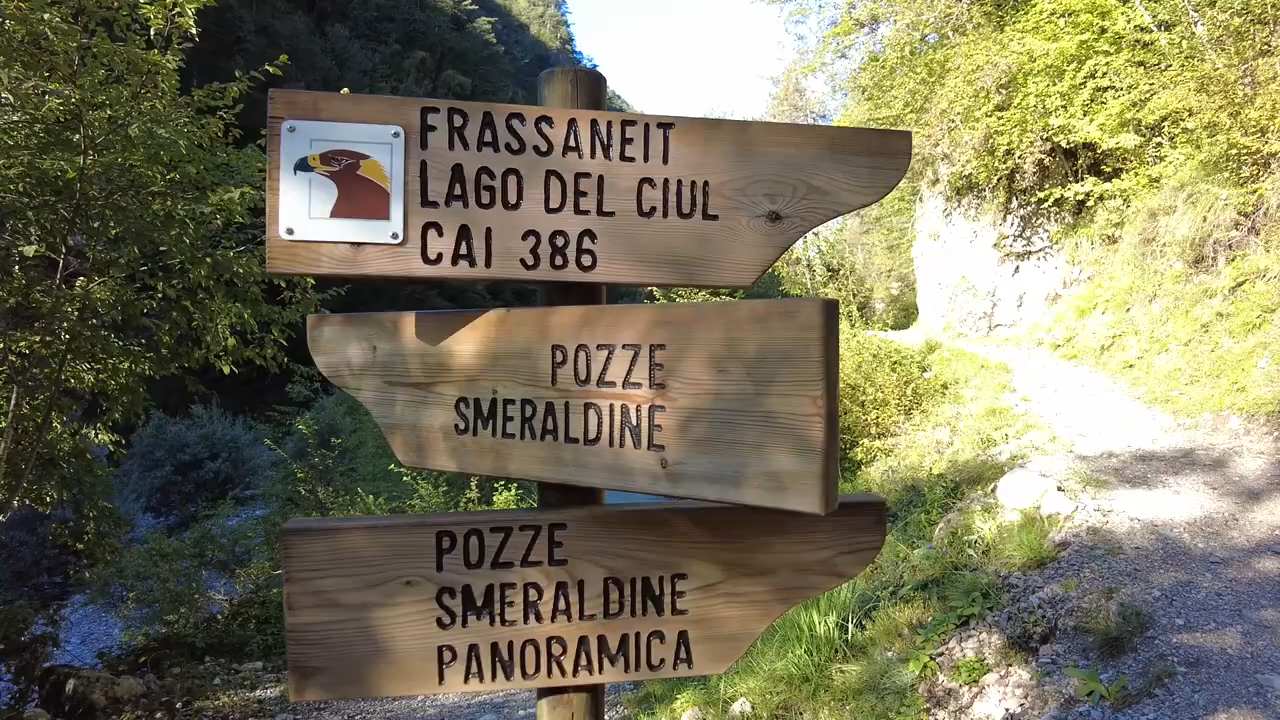 FRASSANEIT
LAGO DEL CIUL
CAI 386
POZZE
SMERALDINE
POZZE
SMERALDINE
PANORAMICA